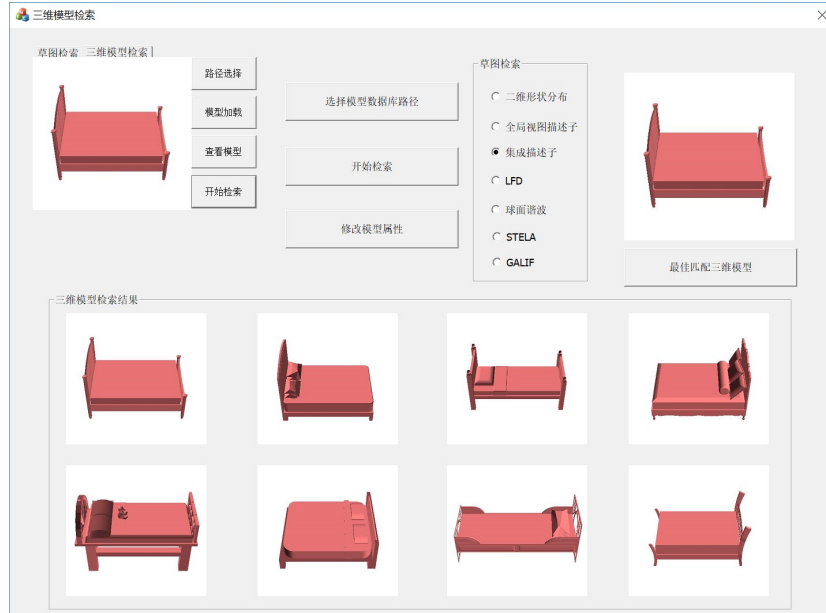 三维模型检索
草图检索 三维模型检索
路径选择
模型加载
查看模型
开始检索
选择模型数据库路径
开始检索
修改模型属性
草图检索
二维形状分布
全局视图描述子
集成描述子
LFD
球面谐波
STELA
GALIF
最佳匹配三维模型
三维模型检索结果